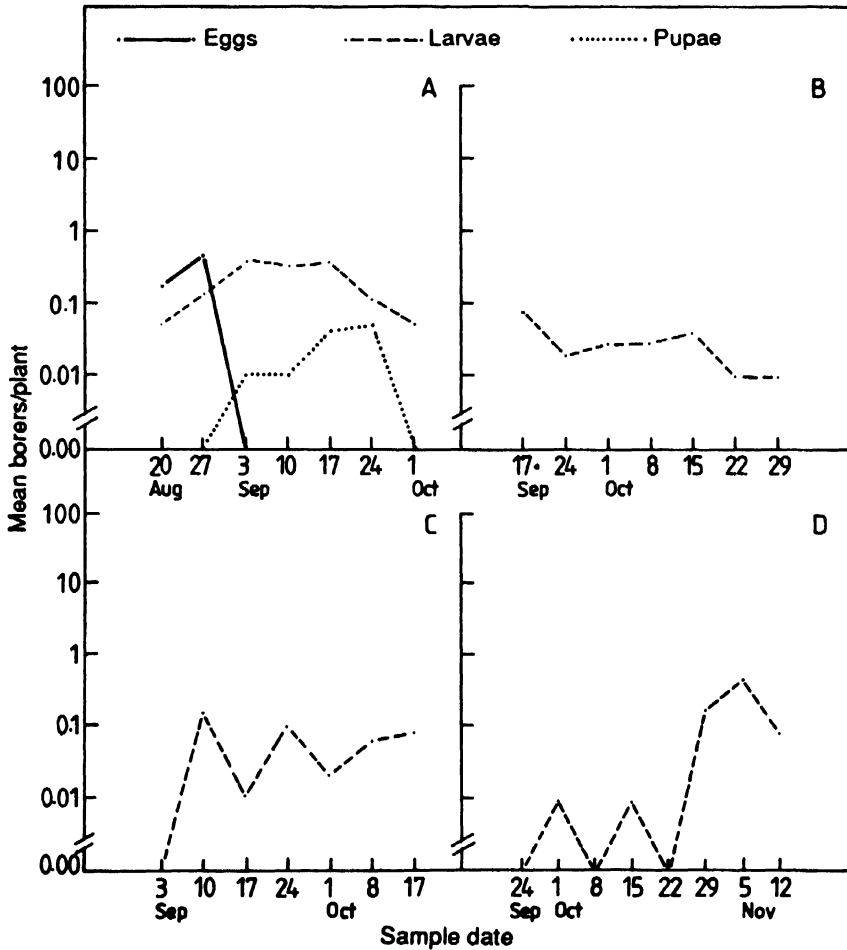 Eggs Larvae Pupae
A B
100
10
1
0.1
0.01
0.00
Mean borers/plant
20 27 3 10 17 24 1
Aug Sep Oct
17. 24 1 8 15 22 29
Sep Oct
C D
100
10
1
0.1
0.01
0.00
3 10 17 24 1 8 17
Sep Oct
24 1 8 15 22 29 5 12
Sep Oct Nov
Sample date